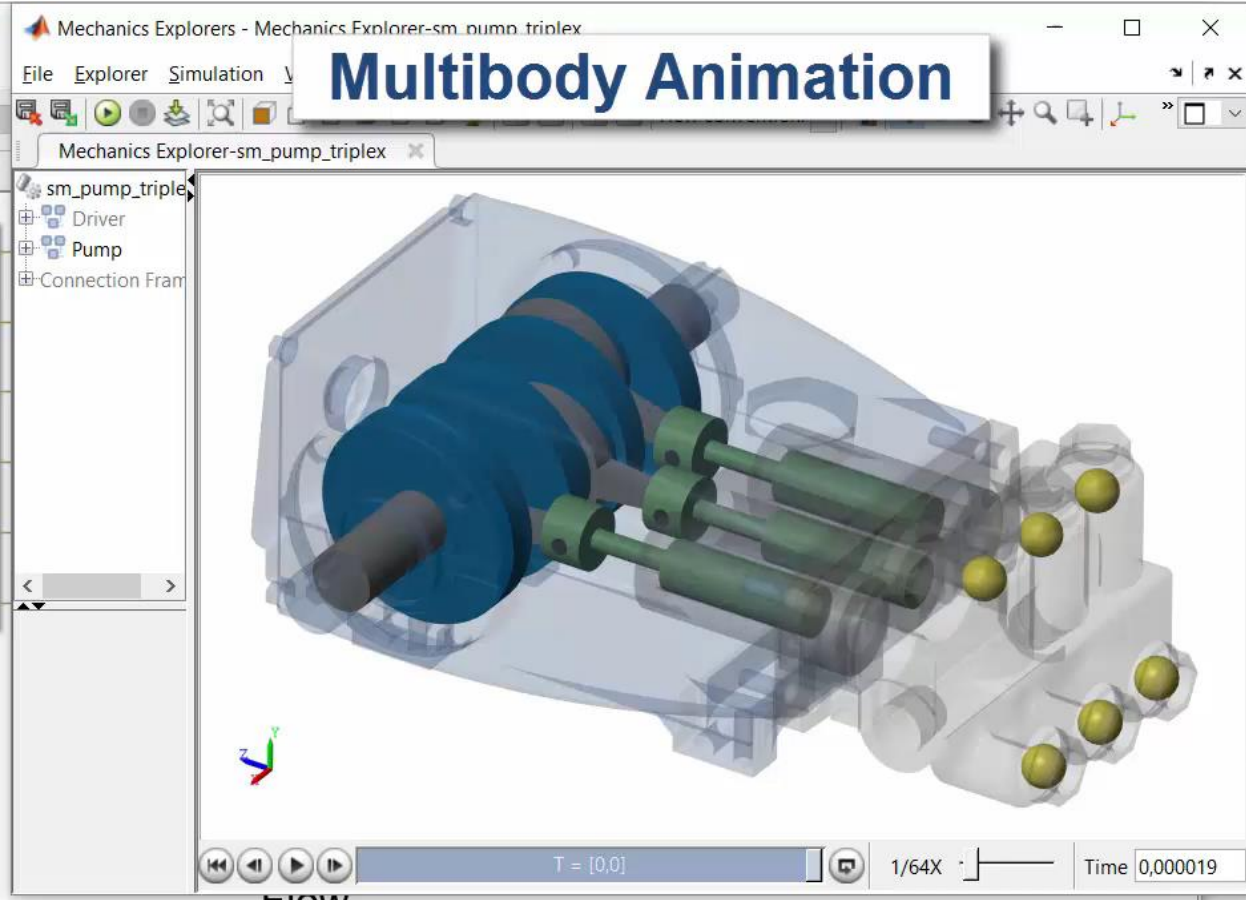 Mechanics Explorers - Mechanics Explorer-sm_pump_triplex
Multibody Animation
File Explorer Simulation
Mechanics Explorer-sm_pump_triplex
sm_pump_triple
Driver
Pump
Connection Fram
Y
Z
T = [0,0]
1/64X
Time 0,000019